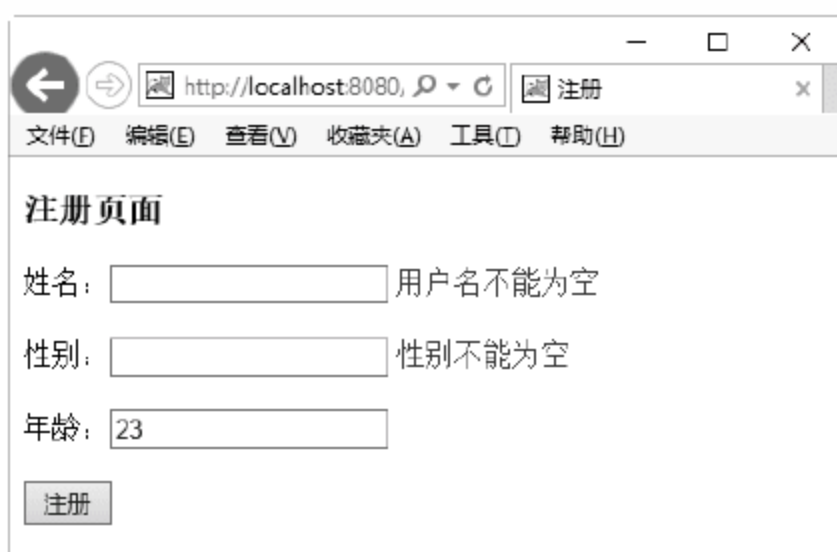 http://localhost:8080, 注册
文件(F) 编辑(E) 查看(V) 收藏夹(A) 工具(T) 帮助(H)
注册页面
姓名: 用户名不能为空
性别: 性别不能为空
年龄: 23
注册